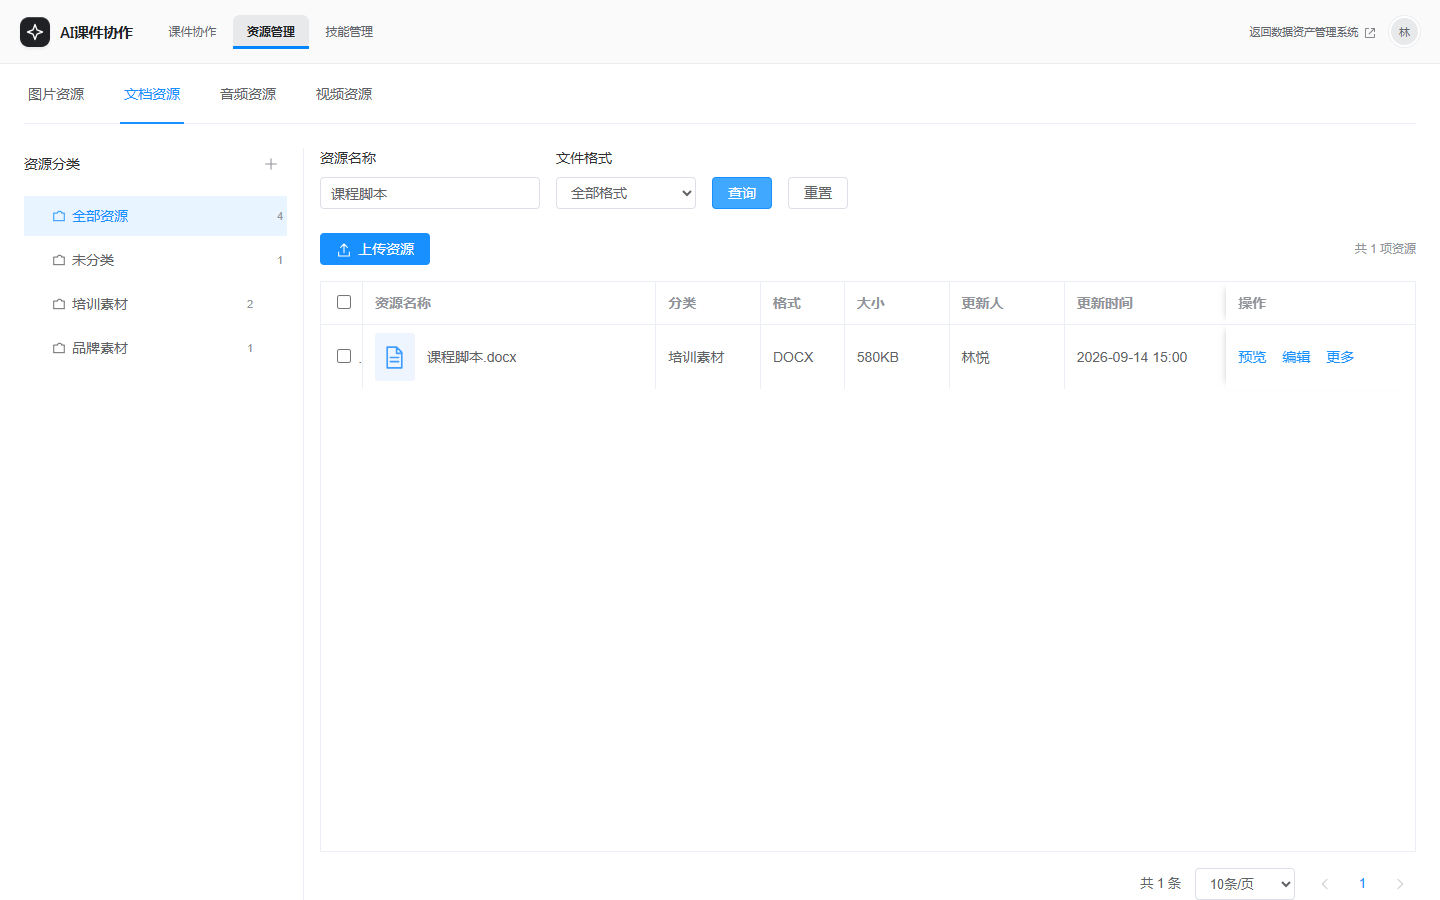 AI课件协作 课件协作 资源管理 技能管理 返回数据资产管理系统 林
图片资源 文档资源 音频资源 视频资源
资源分类
全部资源 4
未分类 1
培训素材 2
品牌素材 1
资源名称 文件格式
课程脚本 全部格式 查询 重置
上传资源 共 1 项资源
资源名称 分类 格式 大小 更新人 更新时间 操作
课程脚本.docx 培训素材 DOCX 580KB 林悦 2026-09-14 15:00 预览 编辑 更多
共 1 条 10条/页 1